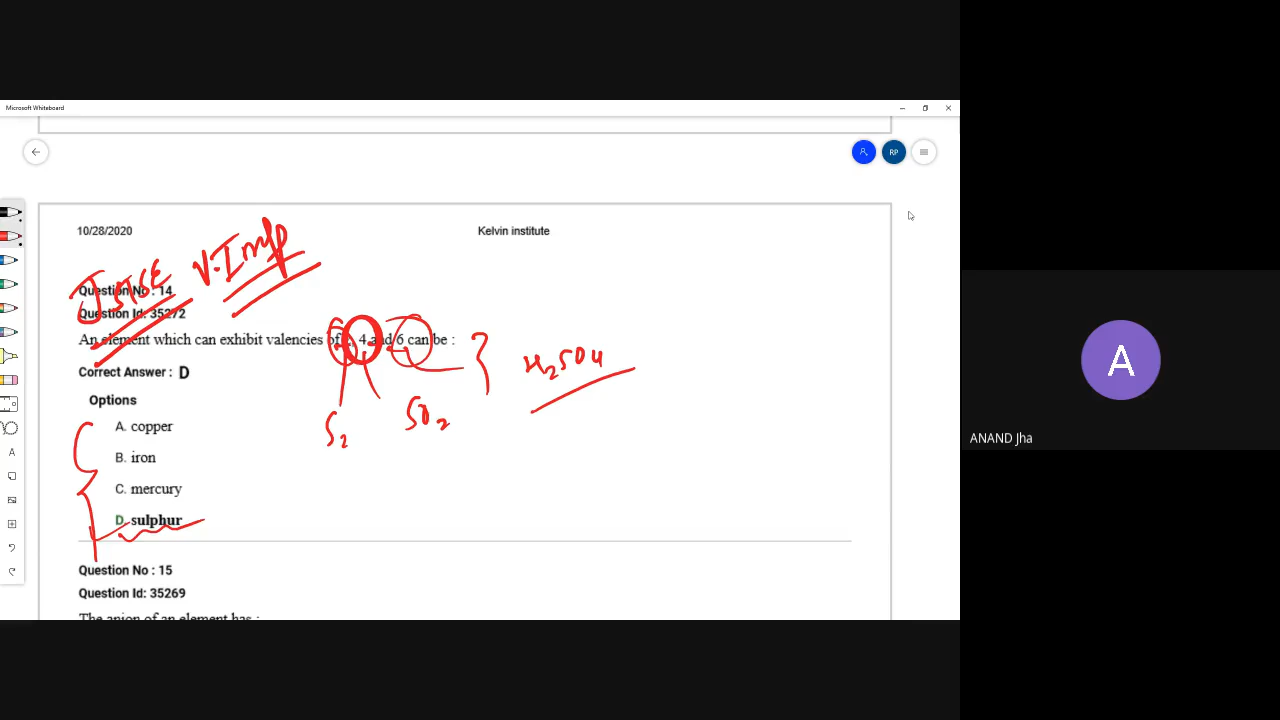 Microsoft Whiteboard
RP
10/28/2020 Kelvin institute
JSTSE V. Imp
Question No : 14
Question Id: 35272
An element which can exhibit valencies of 2, 4 and 6 can be :
Correct Answer : D
H2SO4
Options
S2 SO2
A. copper
B. iron
C. mercury
D. sulphur
Question No : 15
Question Id: 35269
The anion of an element has :
A
A
ANAND Jha